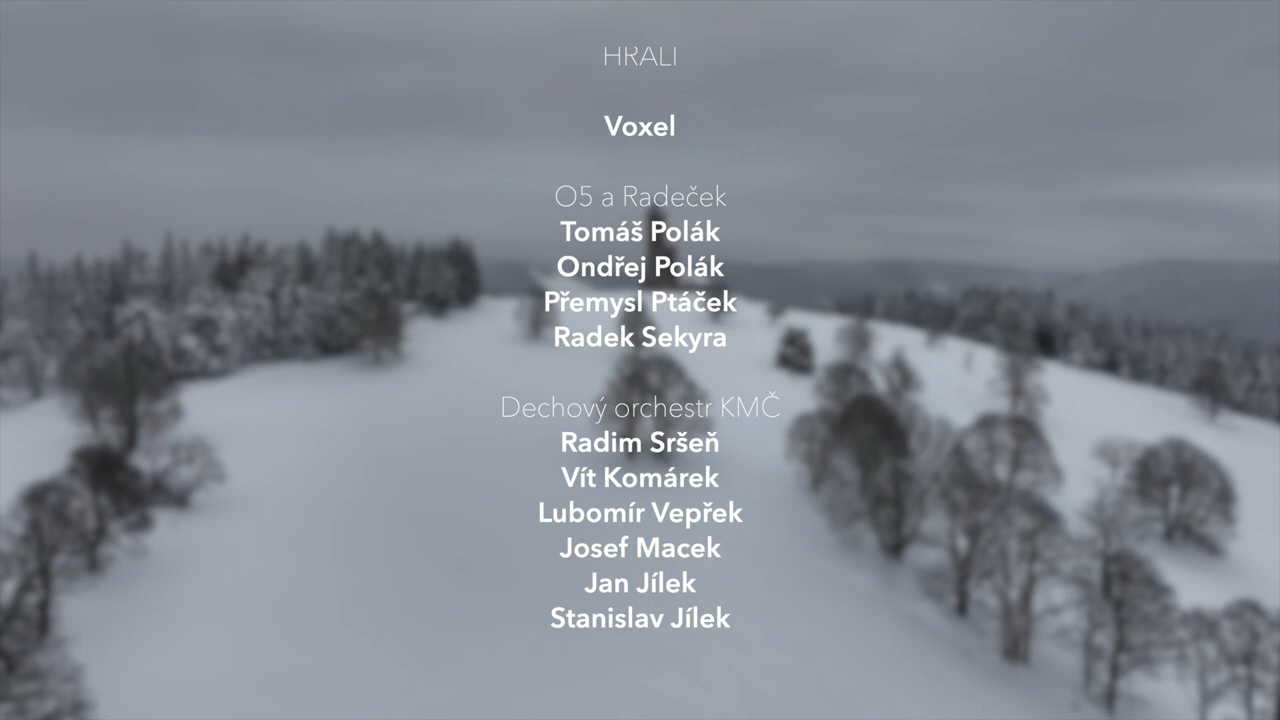 HRÁLI
Voxel
O5 a Radeček
Tomáš Polák
Ondřej Polák
Přemysl Ptáček
Radek Sekyra
Dechový orchestr KMČ
Radim Sršeň
Vít Komárek
Lubomír Vepřek
Josef Macek
Jan Jílek
Stanislav Jílek